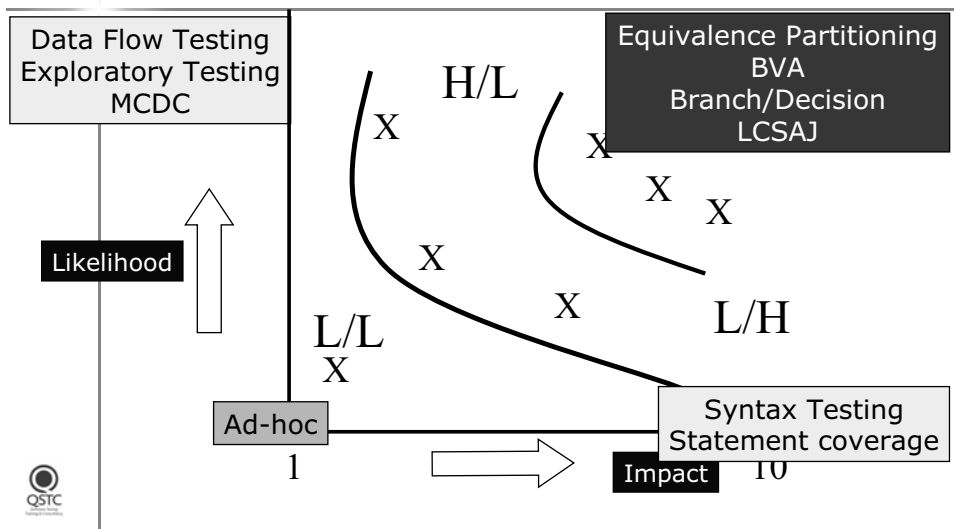 Data Flow Testing
Exploratory Testing
MCDC
Equivalence Partitioning
BVA
Branch/Decision
LCSAJ
H/L
X
X
X
X
Likelihood
X
X
L/H
L/L
X
Ad-hoc
Syntax Testing
Statement coverage
1
Impact
10
QSTC